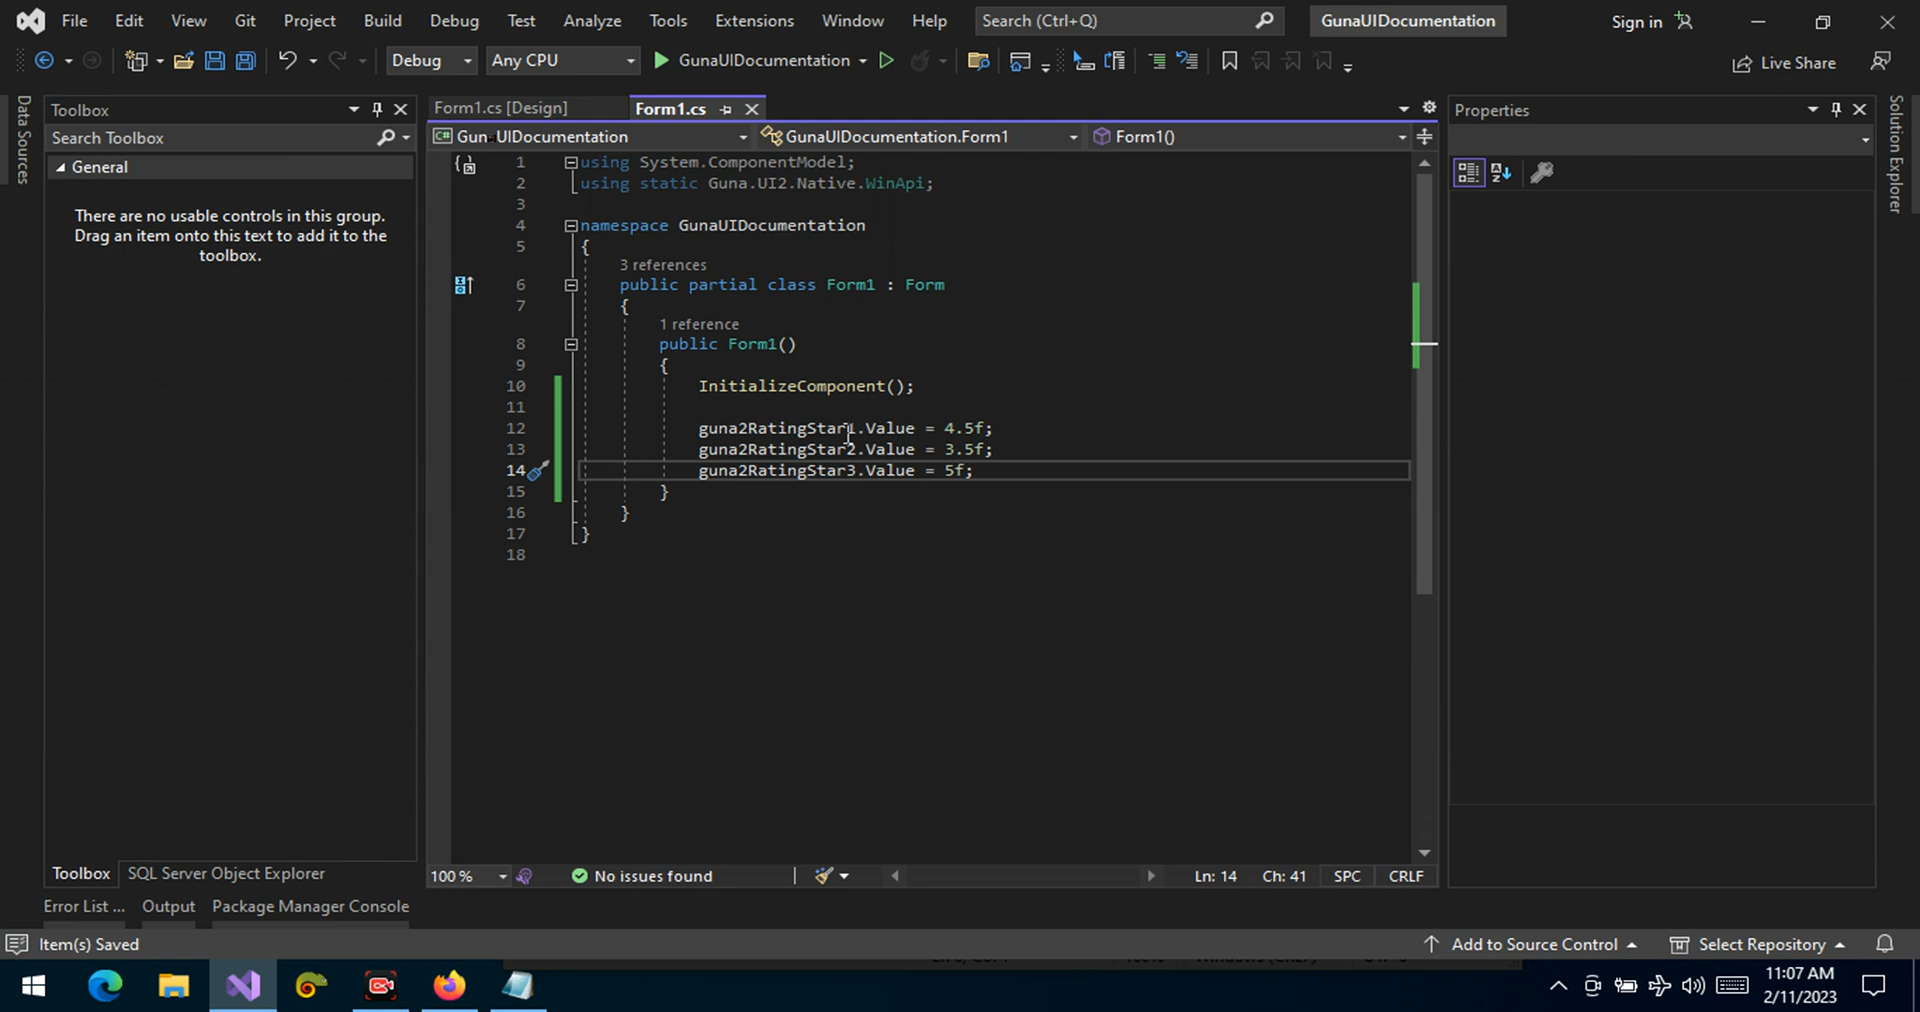 File Edit View Git Project Build Debug Test Analyze Tools Extensions Window Help Search (Ctrl+Q) GunaUIDocumentation Sign in
Debug Any CPU GunaUIDocumentation Live Share
Data Sources
Toolbox
Search Toolbox
General
There are no usable controls in this group.
Drag an item onto this text to add it to the
toolbox.
Toolbox SQL Server Object Explorer
Form1.cs [Design] Form1.cs
GunaUIDocumentation GunaUIDocumentation.Form1 Form1()
1 using System.ComponentModel;
2 using static Guna.UI2.Native.WinApi;
3
4 namespace GunaUIDocumentation
5 {
3 references
6 public partial class Form1 : Form
7 {
1 reference
8 public Form1()
9 {
10 InitializeComponent();
11
12 guna2RatingStar1.Value = 4.5f;
13 guna2RatingStar2.Value = 3.5f;
14 guna2RatingStar3.Value = 5f;
15 }
16 }
17 }
18
100 % No issues found Ln: 14 Ch: 41 SPC CRLF
Properties
Solution Explorer
Error List ... Output Package Manager Console
Item(s) Saved Add to Source Control Select Repository
11:07 AM
2/11/2023